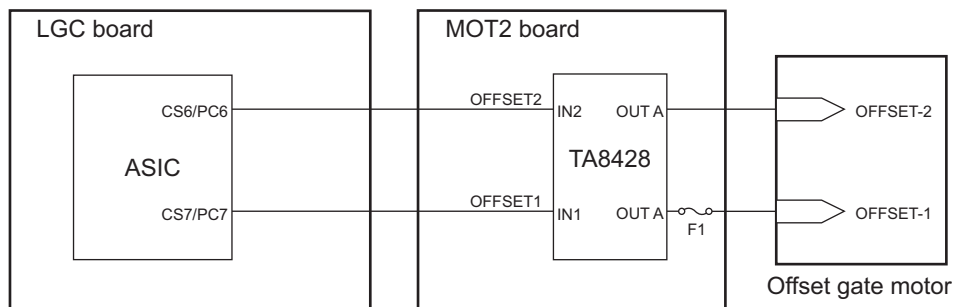 LGC board
MOT2 board
CS6/PC6
OFFSET2
IN2
OUT A
OFFSET-2
ASIC
TA8428
CS7/PC7
OFFSET1
IN1
OUT A
F1
OFFSET-1
Offset gate motor